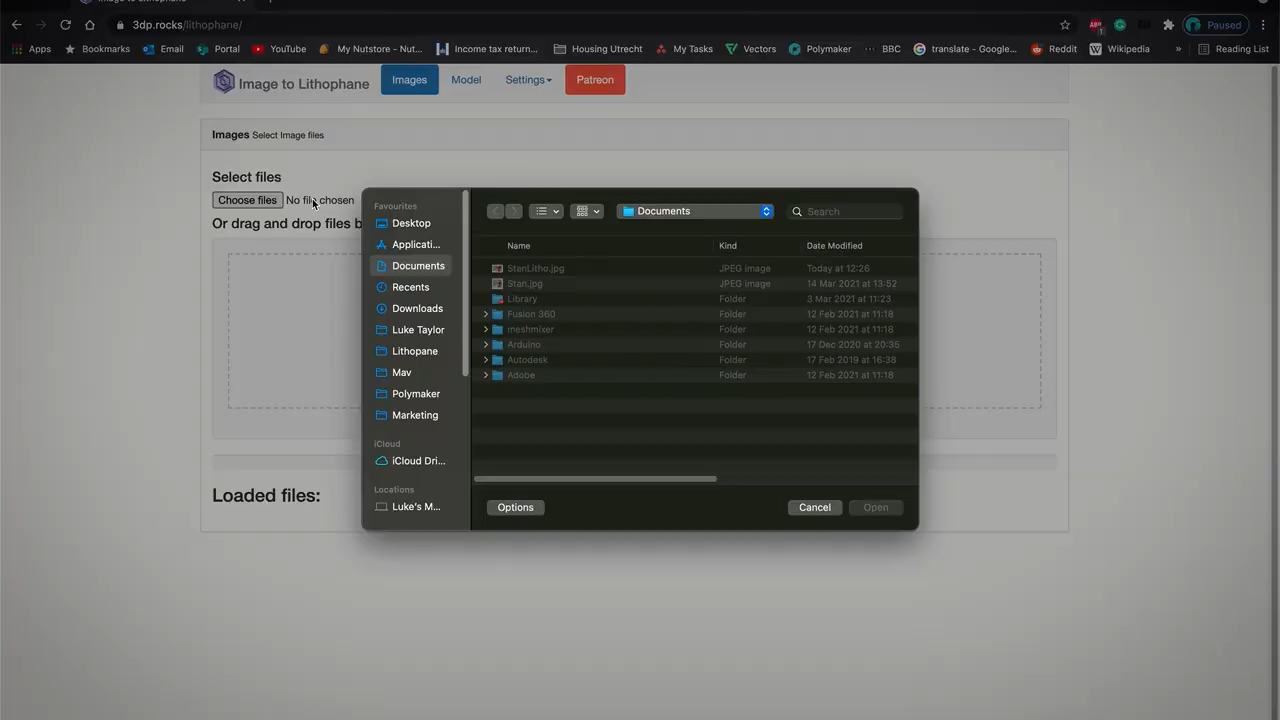 3dp.rocks/lithophane/
Paused
Apps Bookmarks Email Portal YouTube My Nutstore - Nut... Income tax return... Housing Utrecht My Tasks Vectors Polymaker BBC translate - Google... Reddit Wikipedia » Reading List
Image to Lithophane Images Model Settings Patreon
Images Select Image files
Select files
Choose files No file chosen
Or drag and drop files b
Favourites
Desktop
Applicati...
Documents
Recents
Downloads
Luke Taylor
Lithopane
Mav
Polymaker
Marketing
iCloud
iCloud Dri...
Locations
Luke's M...
Documents Search
Name Kind Date Modified
StanLitho.jpg JPEG image Today at 12:26
Stan.jpg JPEG image 14 Mar 2021 at 13:52
Library Folder 3 Mar 2021 at 11:23
Fusion 360 Folder 12 Feb 2021 at 11:18
meshmixer Folder 12 Feb 2021 at 11:18
Arduino Folder 17 Dec 2020 at 20:35
Autodesk Folder 17 Feb 2019 at 16:38
Adobe Folder 12 Feb 2021 at 11:18
Options Cancel Open
Loaded files: